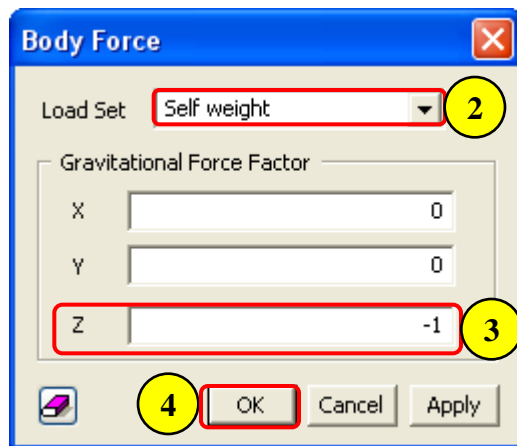 Body Force
Load Set Self weight 2
Gravitational Force Factor
X 0
Y 0
Z -1 3
4 OK Cancel Apply